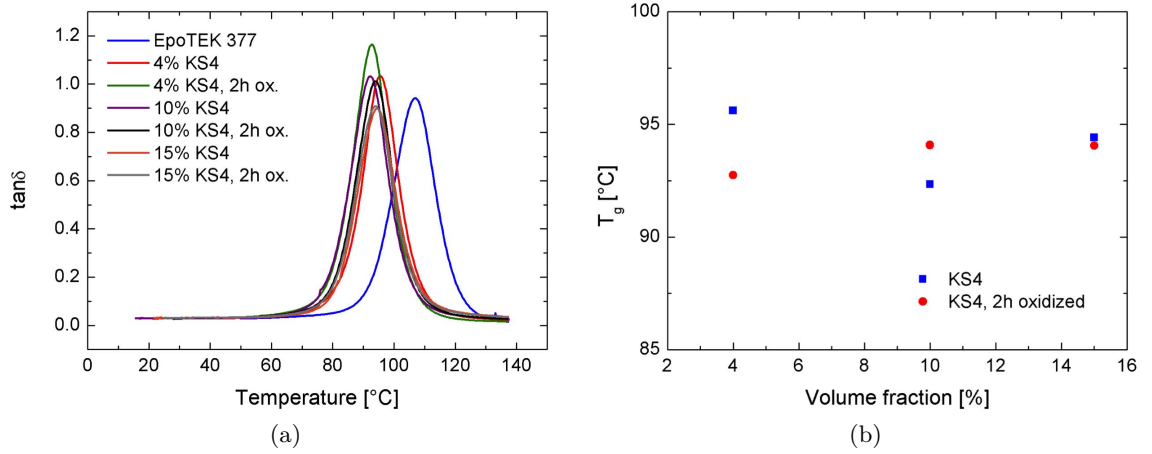 1.2
1.0
0.8
0.6
0.4
0.2
0.0
tanδ
EpoTEK 377
4% KS4
4% KS4, 2h ox.
10% KS4
10% KS4, 2h ox.
15% KS4
15% KS4, 2h ox.
0 20 40 60 80 100 120 140
Temperature [°C]
(a)
100
95
90
85
T_g [°C]
KS4
KS4, 2h oxidized
2 4 6 8 10 12 14 16
Volume fraction [%]
(b)